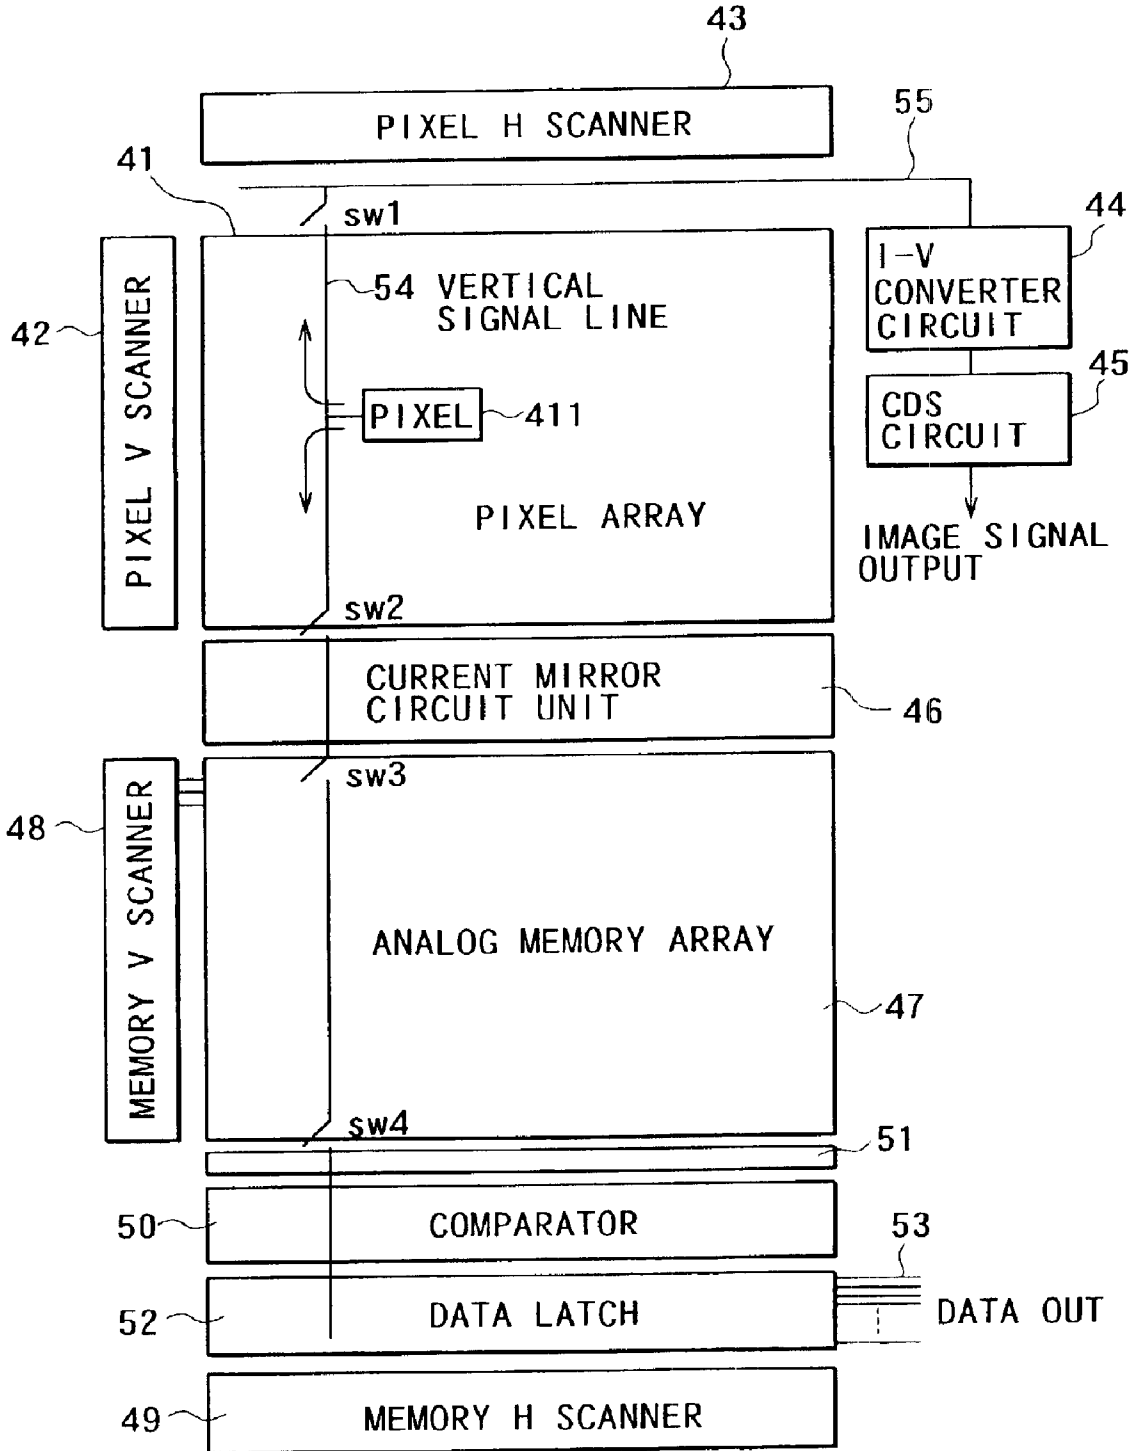 43
PIXEL H SCANNER
55
41
sw1
44
I-V
CONVERTER
CIRCUIT
54 VERTICAL
SIGNAL LINE
42
PIXEL V SCANNER
45
CDS
CIRCUIT
PIXEL
411
PIXEL ARRAY
IMAGE SIGNAL
OUTPUT
sw2
CURRENT MIRROR
CIRCUIT UNIT
46
sw3
48
MEMORY V SCANNER
ANALOG MEMORY ARRAY
47
sw4
51
50
COMPARATOR
53
52
DATA LATCH
DATA OUT
49
MEMORY H SCANNER